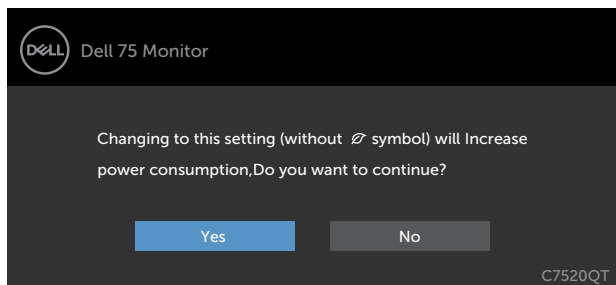 DELL
Dell 75 Monitor
Changing to this setting (without symbol) will Increase
power consumption,Do you want to continue?
Yes
No
C7520QT